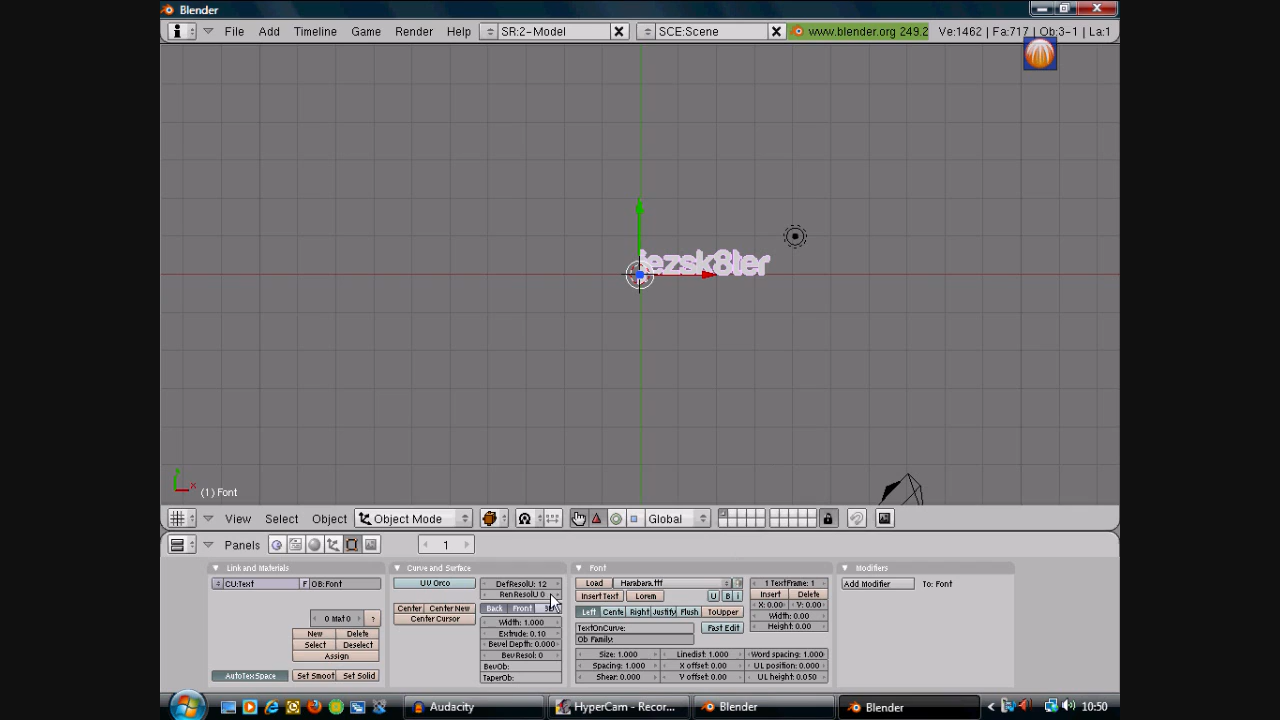 Blender
File Add Timeline Game Render Help SR:2-Model SCE:Scene www.blender.org 249.2 Ve:1462 | Fa:717 | Ob:3-1 | La:1
jezsk8ter
x
(1) Font
View Select Object Object Mode Global
Panels 1
Link and Materials Curve and Surface Font Modifiers
CU:Text F OB:Font
0 Mat 0 ?
New Delete
Select Deselect
Assign
AutoTexSpace Set Smoot Set Solid
UV Orco
Center Center New
Center Cursor
DefResolU: 12
RenResolU 0
Back Front 3D
Width: 1.000
Extrude: 0.10
Bevel Depth: 0.000
BevResol: 0
BevOb:
TaperOb:
Load Harabara.ttf
Insert Text Lorem U B i
Left Cente Right Justify Flush ToUpper
TextOnCurve: Fast Edit
Ob Family:
Size: 1.000 Linedist: 1.000 Word spacing: 1.000
Spacing: 1.000 X offset: 0.00 UL position: 0.000
Shear: 0.000 Y offset: 0.00 UL height: 0.050
1 TextFrame: 1
Insert Delete
X: 0.00 Y: 0.00
Width: 0.00
Height: 0.00
Add Modifier To: Font
Audacity HyperCam - Recor... Blender Blender 10:50